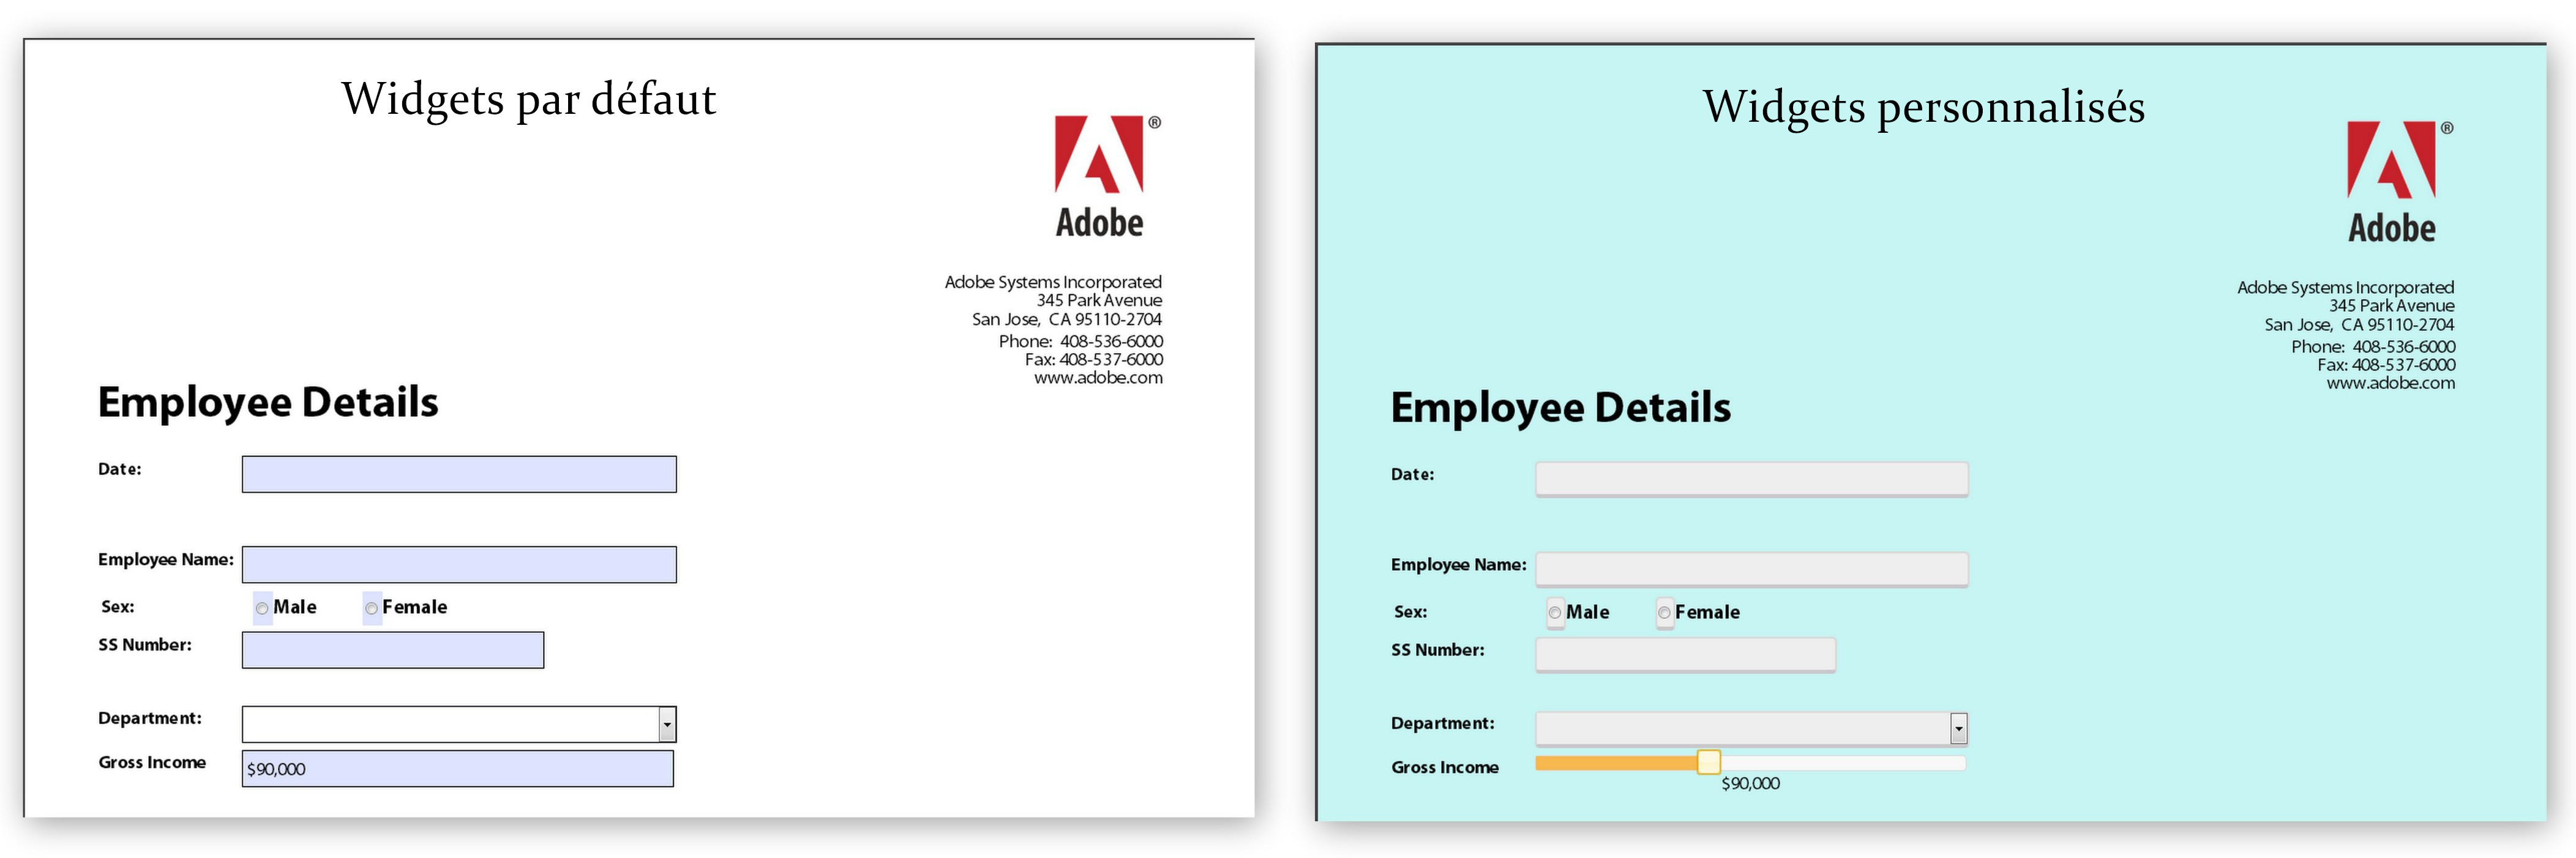 Widgets par défaut
®
Adobe
Adobe Systems Incorporated
345 Park Avenue
San Jose, CA 95110-2704
Phone: 408-536-6000
Fax: 408-537-6000
www.adobe.com
Employee Details
Date:
Employee Name:
Sex: Male Female
SS Number:
Department:
Gross Income $90,000
Widgets personnalisés
®
Adobe
Adobe Systems Incorporated
345 Park Avenue
San Jose, CA 95110-2704
Phone: 408-536-6000
Fax: 408-537-6000
www.adobe.com
Employee Details
Date:
Employee Name:
Sex: Male Female
SS Number:
Department:
Gross Income
$90,000